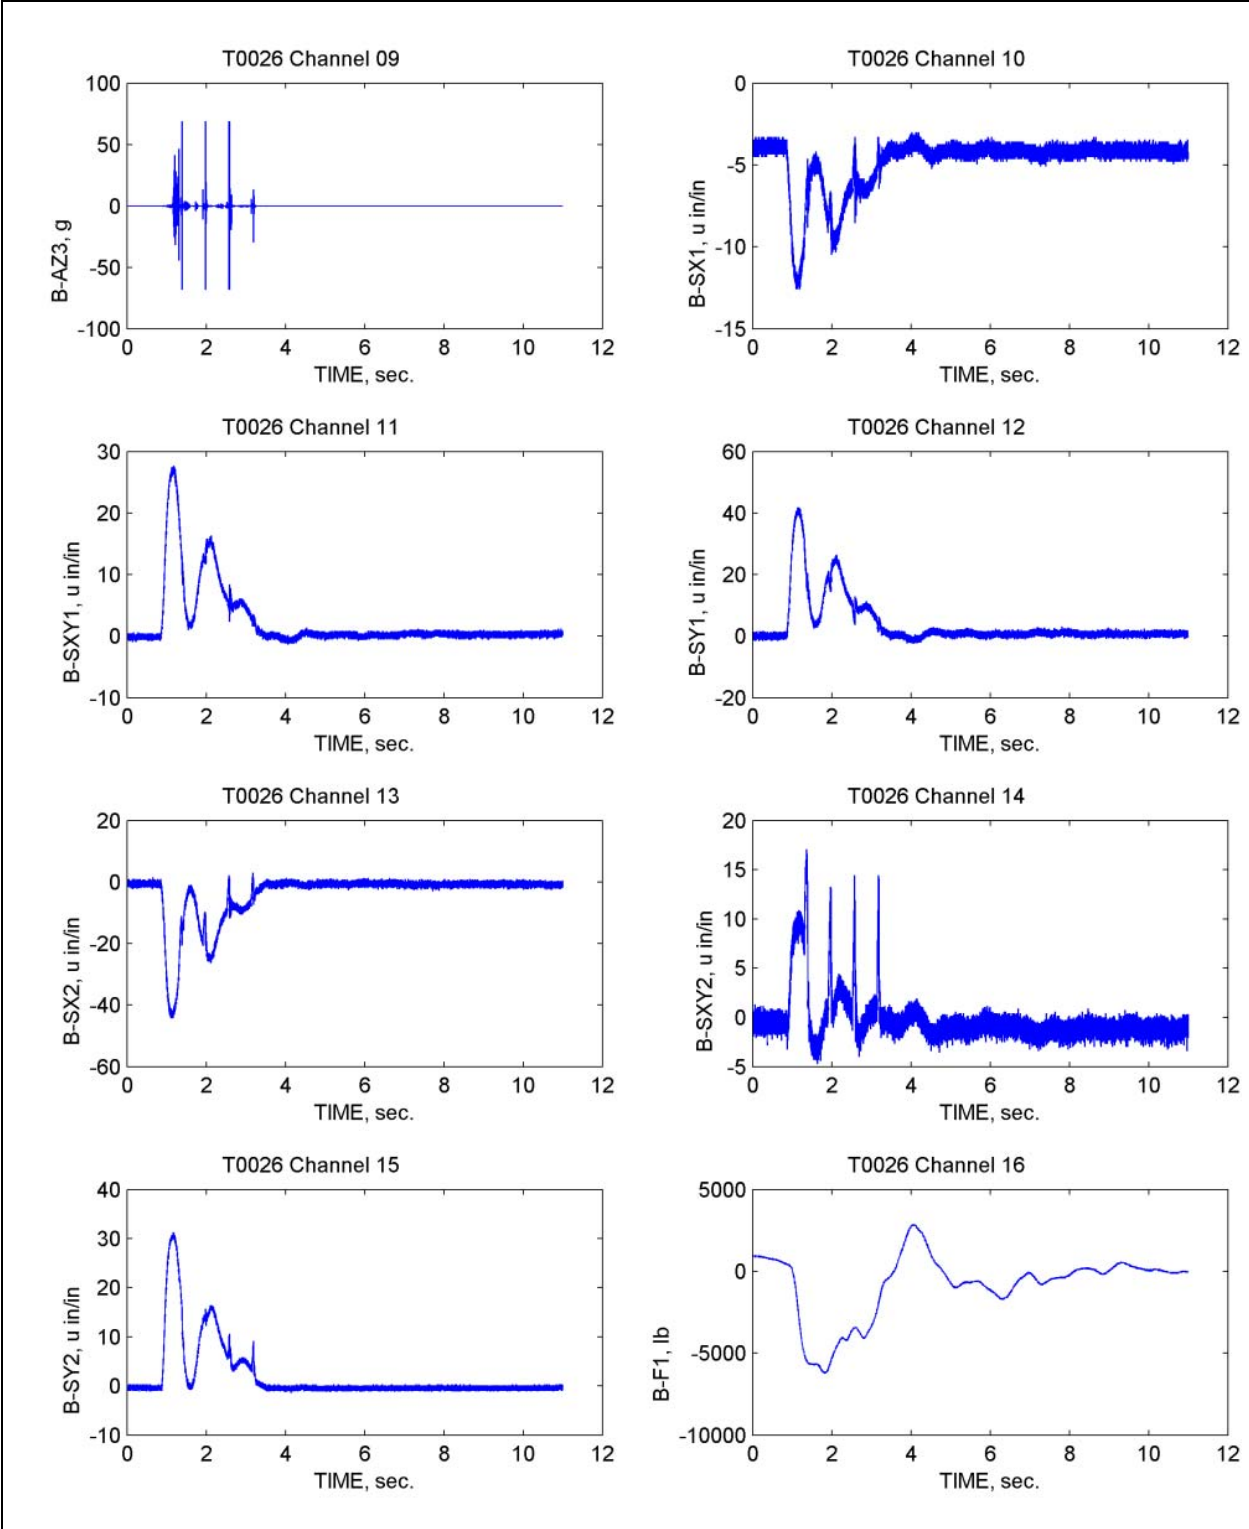 T0026 Channel 09
100
50
0
-50
-100
B-AZ3, g
0 2 4 6 8 10 12
TIME, sec.
T0026 Channel 10
0
-5
-10
-15
B-SX1, u in/in
0 2 4 6 8 10 12
TIME, sec.
T0026 Channel 11
30
20
10
0
-10
B-SXY1, u in/in
0 2 4 6 8 10 12
TIME, sec.
T0026 Channel 12
60
40
20
0
-20
B-SY1, u in/in
0 2 4 6 8 10 12
TIME, sec.
T0026 Channel 13
20
0
-20
-40
-60
B-SX2, u in/in
0 2 4 6 8 10 12
TIME, sec.
T0026 Channel 14
20
15
10
5
0
-5
B-SXY2, u in/in
0 2 4 6 8 10 12
TIME, sec.
T0026 Channel 15
40
30
20
10
0
-10
B-SY2, u in/in
0 2 4 6 8 10 12
TIME, sec.
T0026 Channel 16
5000
0
-5000
-10000
B-F1, lb
0 2 4 6 8 10 12
TIME, sec.